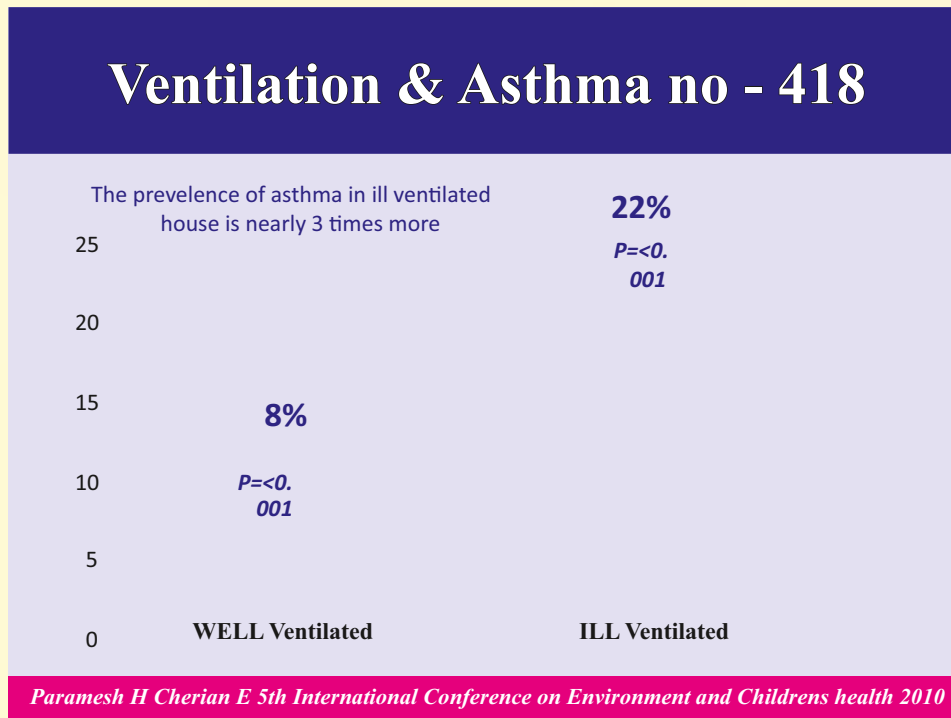 Ventilation & Asthma no - 418
The prevelence of asthma in ill ventilated
house is nearly 3 times more
22%
P=<0.
001
25
20
15
8%
10
P=<0.
001
5
0
WELL Ventilated
ILL Ventilated
Paramesh H Cherian E 5th International Conference on Environment and Childrens health 2010